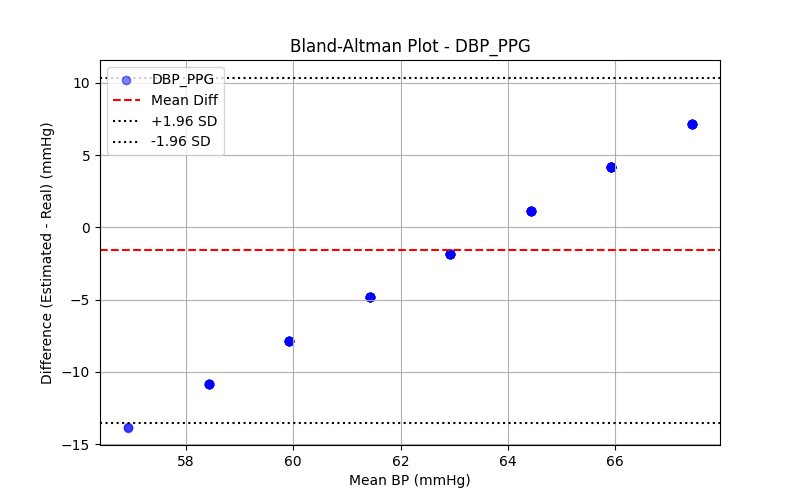 Bland-Altman Plot - DBP_PPG
DBP_PPG
Mean Diff
+1.96 SD
-1.96 SD
Difference (Estimated - Real) (mmHg)
10
5
0
−5
−10
−15
58
60
62
64
66
Mean BP (mmHg)